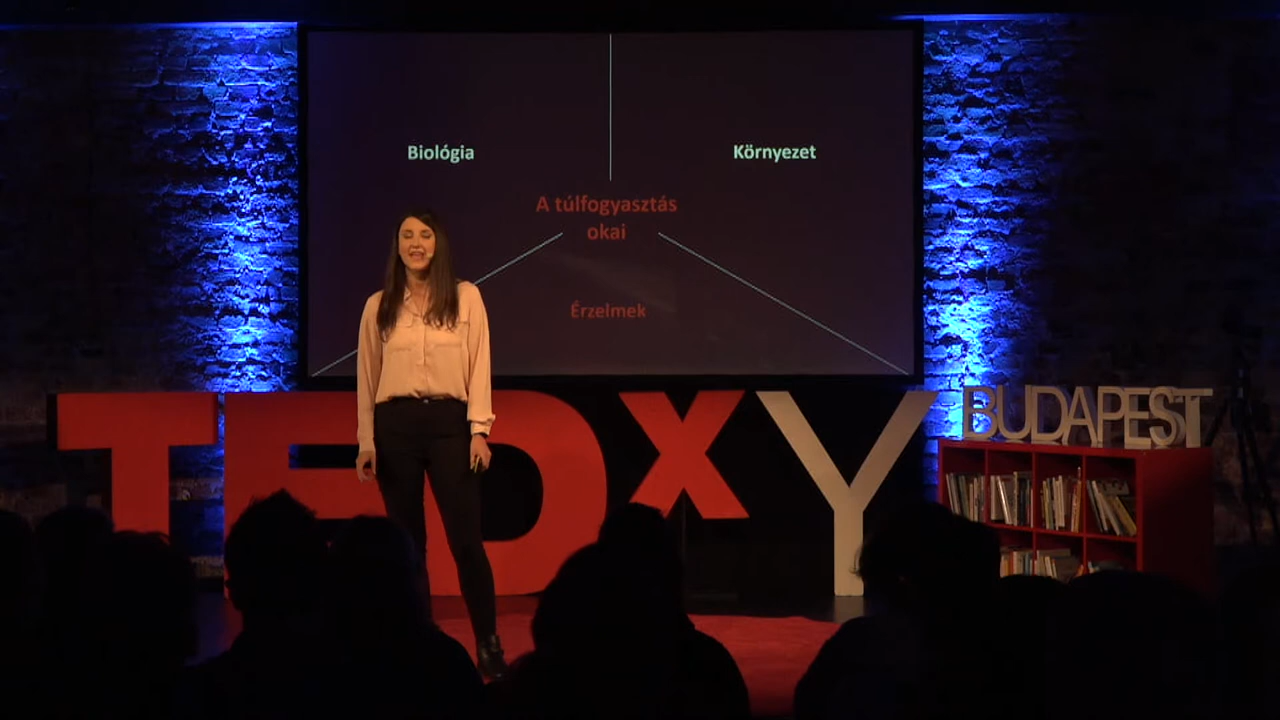 Biológia
Környezet
A túlfogyasztás
okai
Érzelmek
TEDxY
BUDAPEST